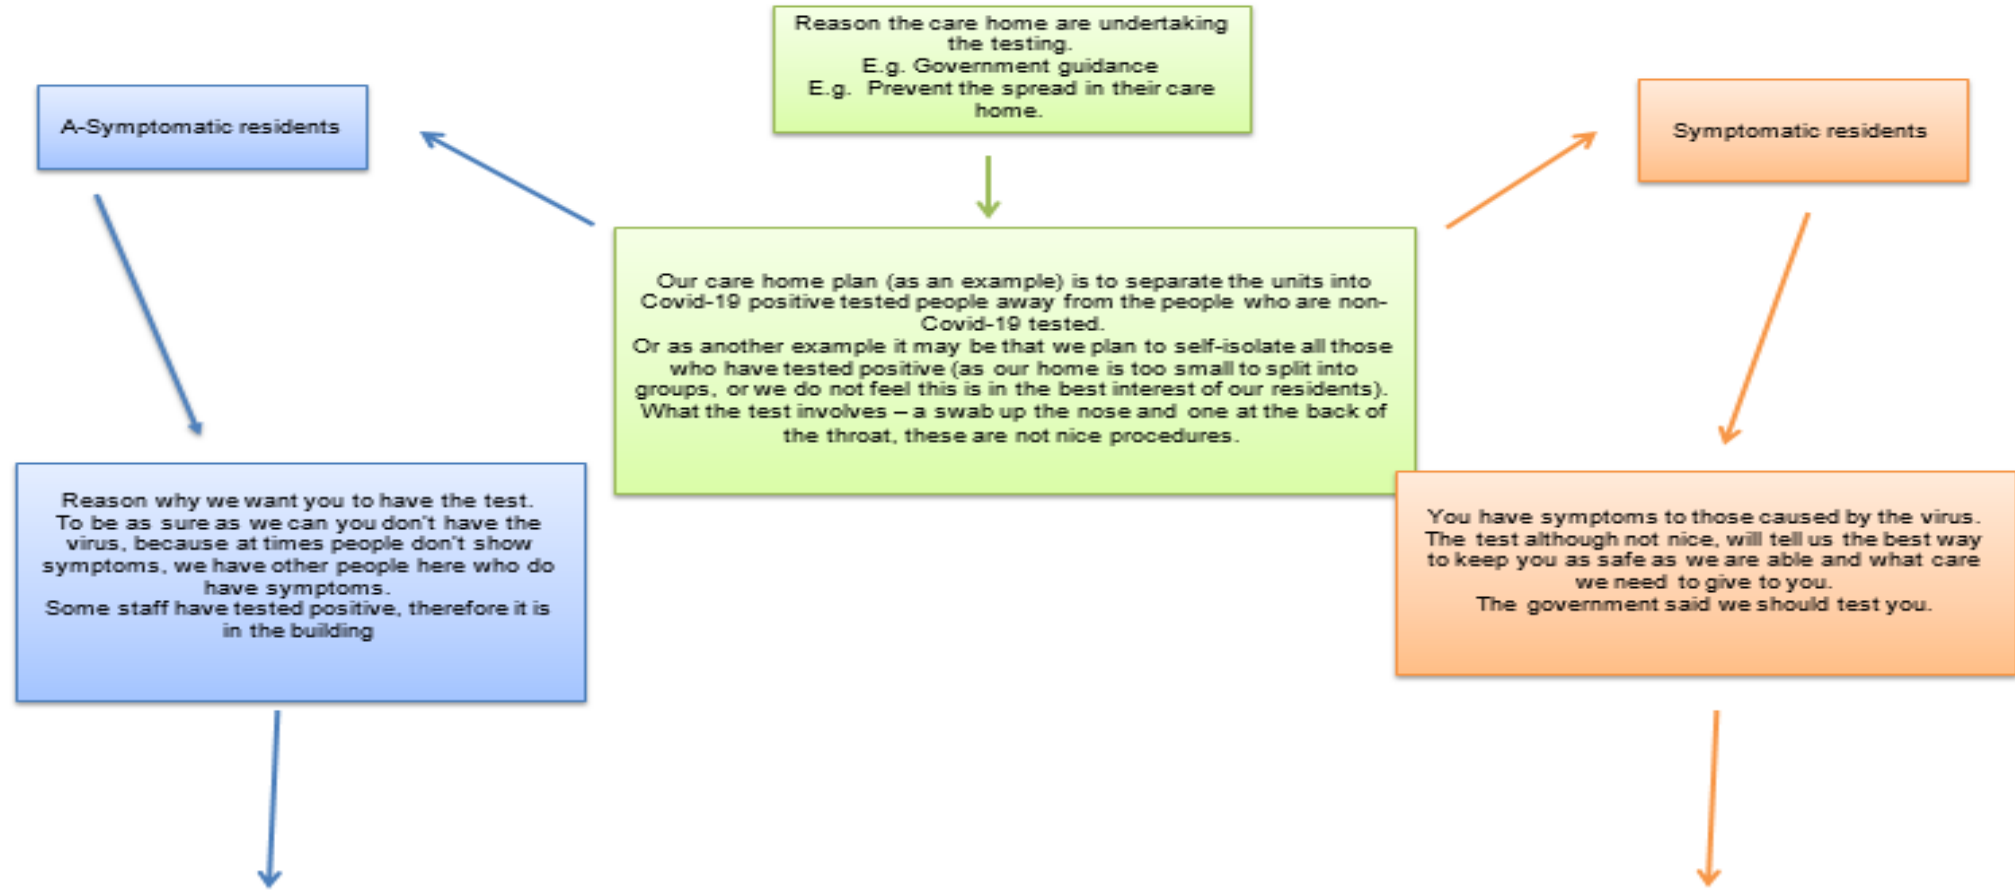 Reason the care home are undertaking
the testing.
E.g. Government guidance
E.g.  Prevent the spread in their care
home.
A-Symptomatic residents
Symptomatic residents
Our care home plan (as an example) is to separate the units into
Covid-19 positive tested people away from the people who are non-
Covid-19 tested.
Or as another example it may be that we plan to self-isolate all those
who have tested positive (as our home is too small to split into
groups, or we do not feel this is in the best interest of our residents).
What the test involves – a swab up the nose and one at the back of
the throat, these are not nice procedures.
Reason why we want you to have the test.
To be as sure as we can you don't have the
virus, because at times people don't show
symptoms, we have other people here who do
have symptoms.
Some staff have tested positive, therefore it is
in the building
You have symptoms to those caused by the virus.
The test although not nice, will tell us the best way
to keep you as safe as we are able and what care
we need to give to you.
The government said we should test you.